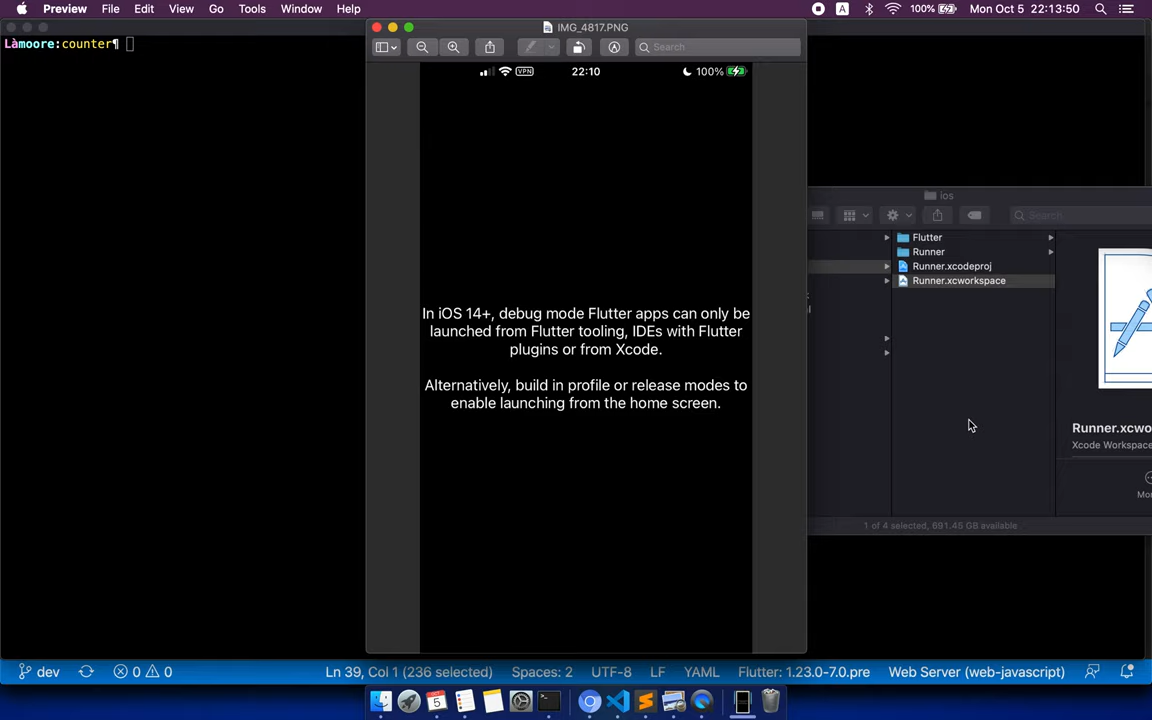 Preview File Edit View Go Tools Window Help
A 100% Mon Oct 5 22:13:50
IMG_4817.PNG
Làmoore:counter¶
Search
VPN 22:10 100%
ios
Search
Flutter
Runner
Runner.xcodeproj
Runner.xcworkspace
In iOS 14+, debug mode Flutter apps can only be
launched from Flutter tooling, IDEs with Flutter
plugins or from Xcode.
Alternatively, build in profile or release modes to
enable launching from the home screen.
Runner.xcwo
Xcode Workspace
Mor
1 of 4 selected, 691.45 GB available
dev 0 0 Ln 39, Col 1 (236 selected) Spaces: 2 UTF-8 LF YAML Flutter: 1.23.0-7.0.pre Web Server (web-javascript)
5